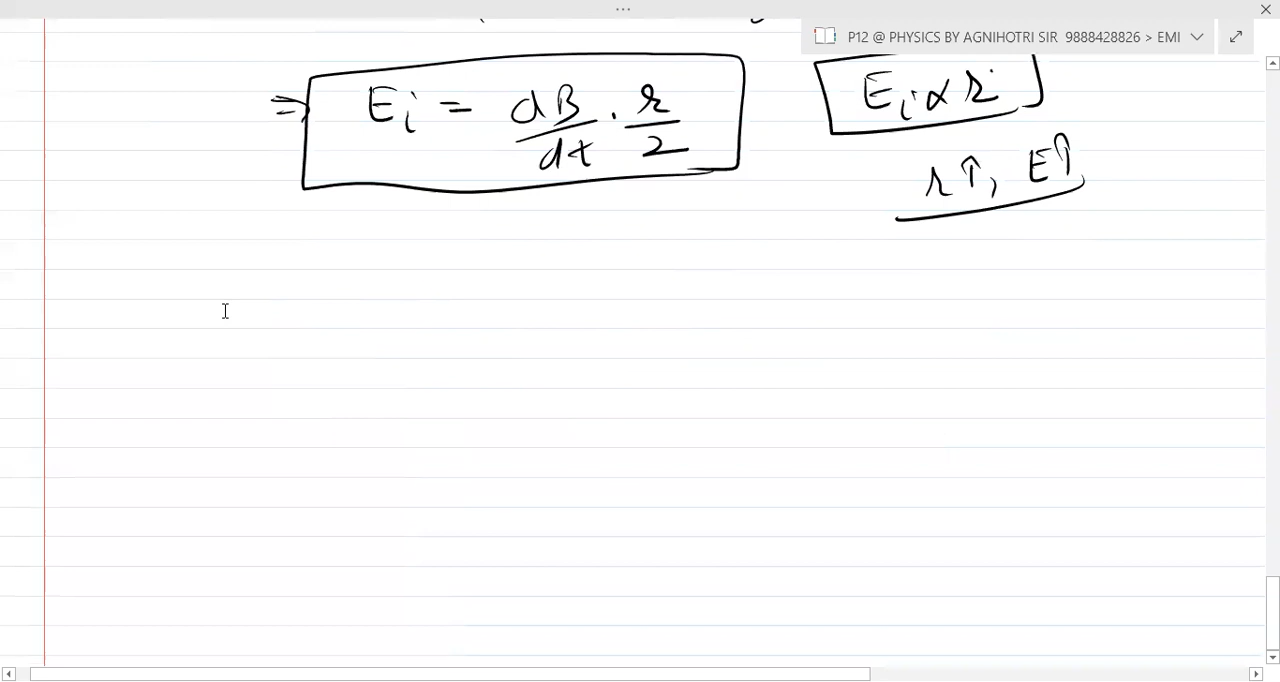 P12 @ PHYSICS BY AGNIHOTRI SIR 9888428826 > EMI
=> Ei = dB/dt . r/2
Ei ∝ r
r↑, E↑